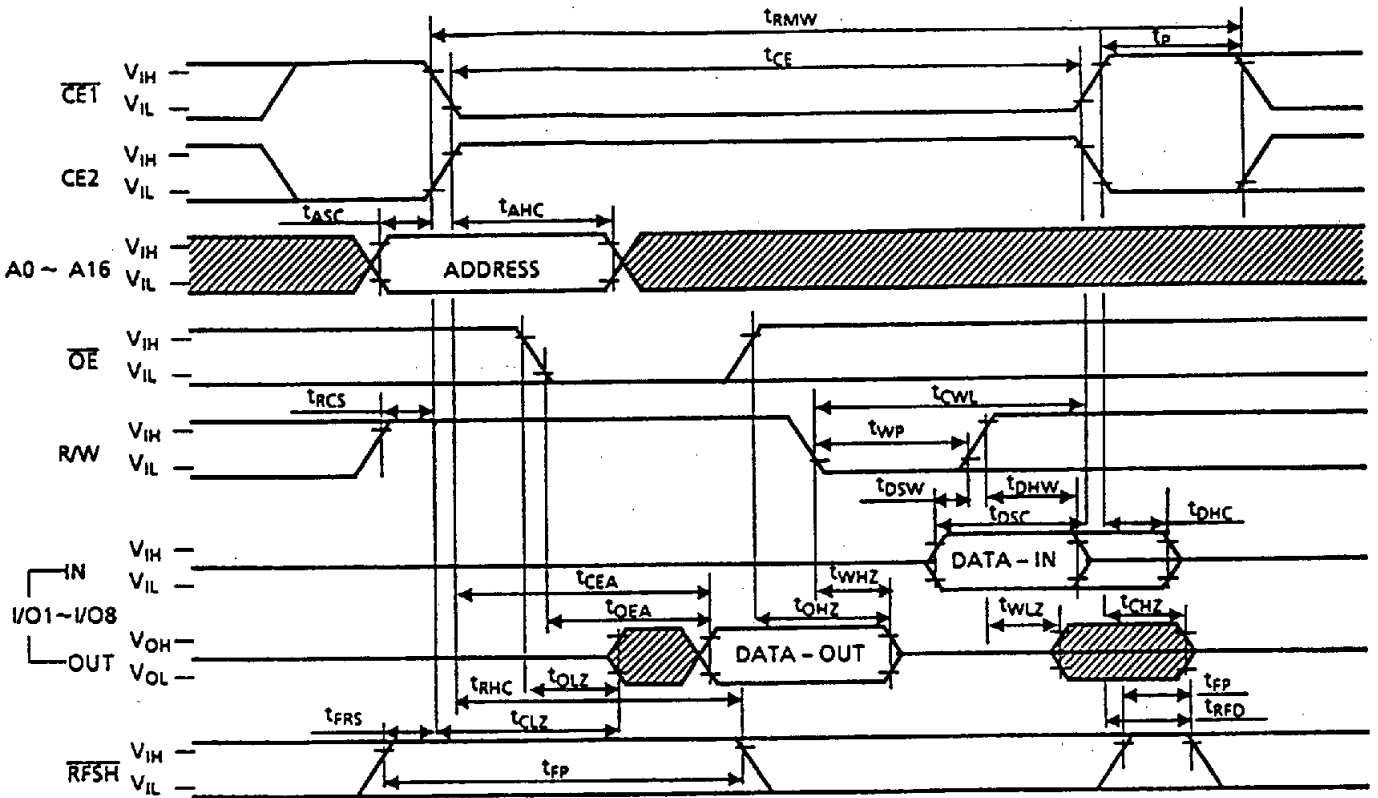 tRMW
tP
tCE
CE1
VIH
VIL
CE2
VIH
VIL
tASC
tAHC
A0 ~ A16
VIH
VIL
ADDRESS
OE
VIH
VIL
tRCS
tCWL
R/W
VIH
VIL
tWP
tDSW
tDHW
tDSC
tDHC
VIH
VIL
DATA – IN
IN
I/O1~I/O8
OUT
tCEA
tWHZ
tOEA
tOHZ
tWLZ
tCHZ
VOH
VOL
DATA – OUT
tOLZ
tRHC
tFP
tRFD
tFRS
tCLZ
RFSH
VIH
VIL
tFP